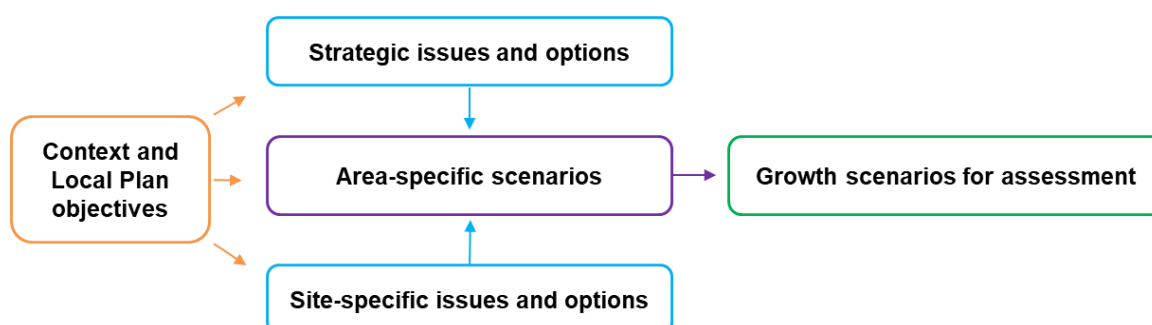 Strategic issues and options
Context and
Local Plan
objectives
Area-specific scenarios
Growth scenarios for assessment
Site-specific issues and options